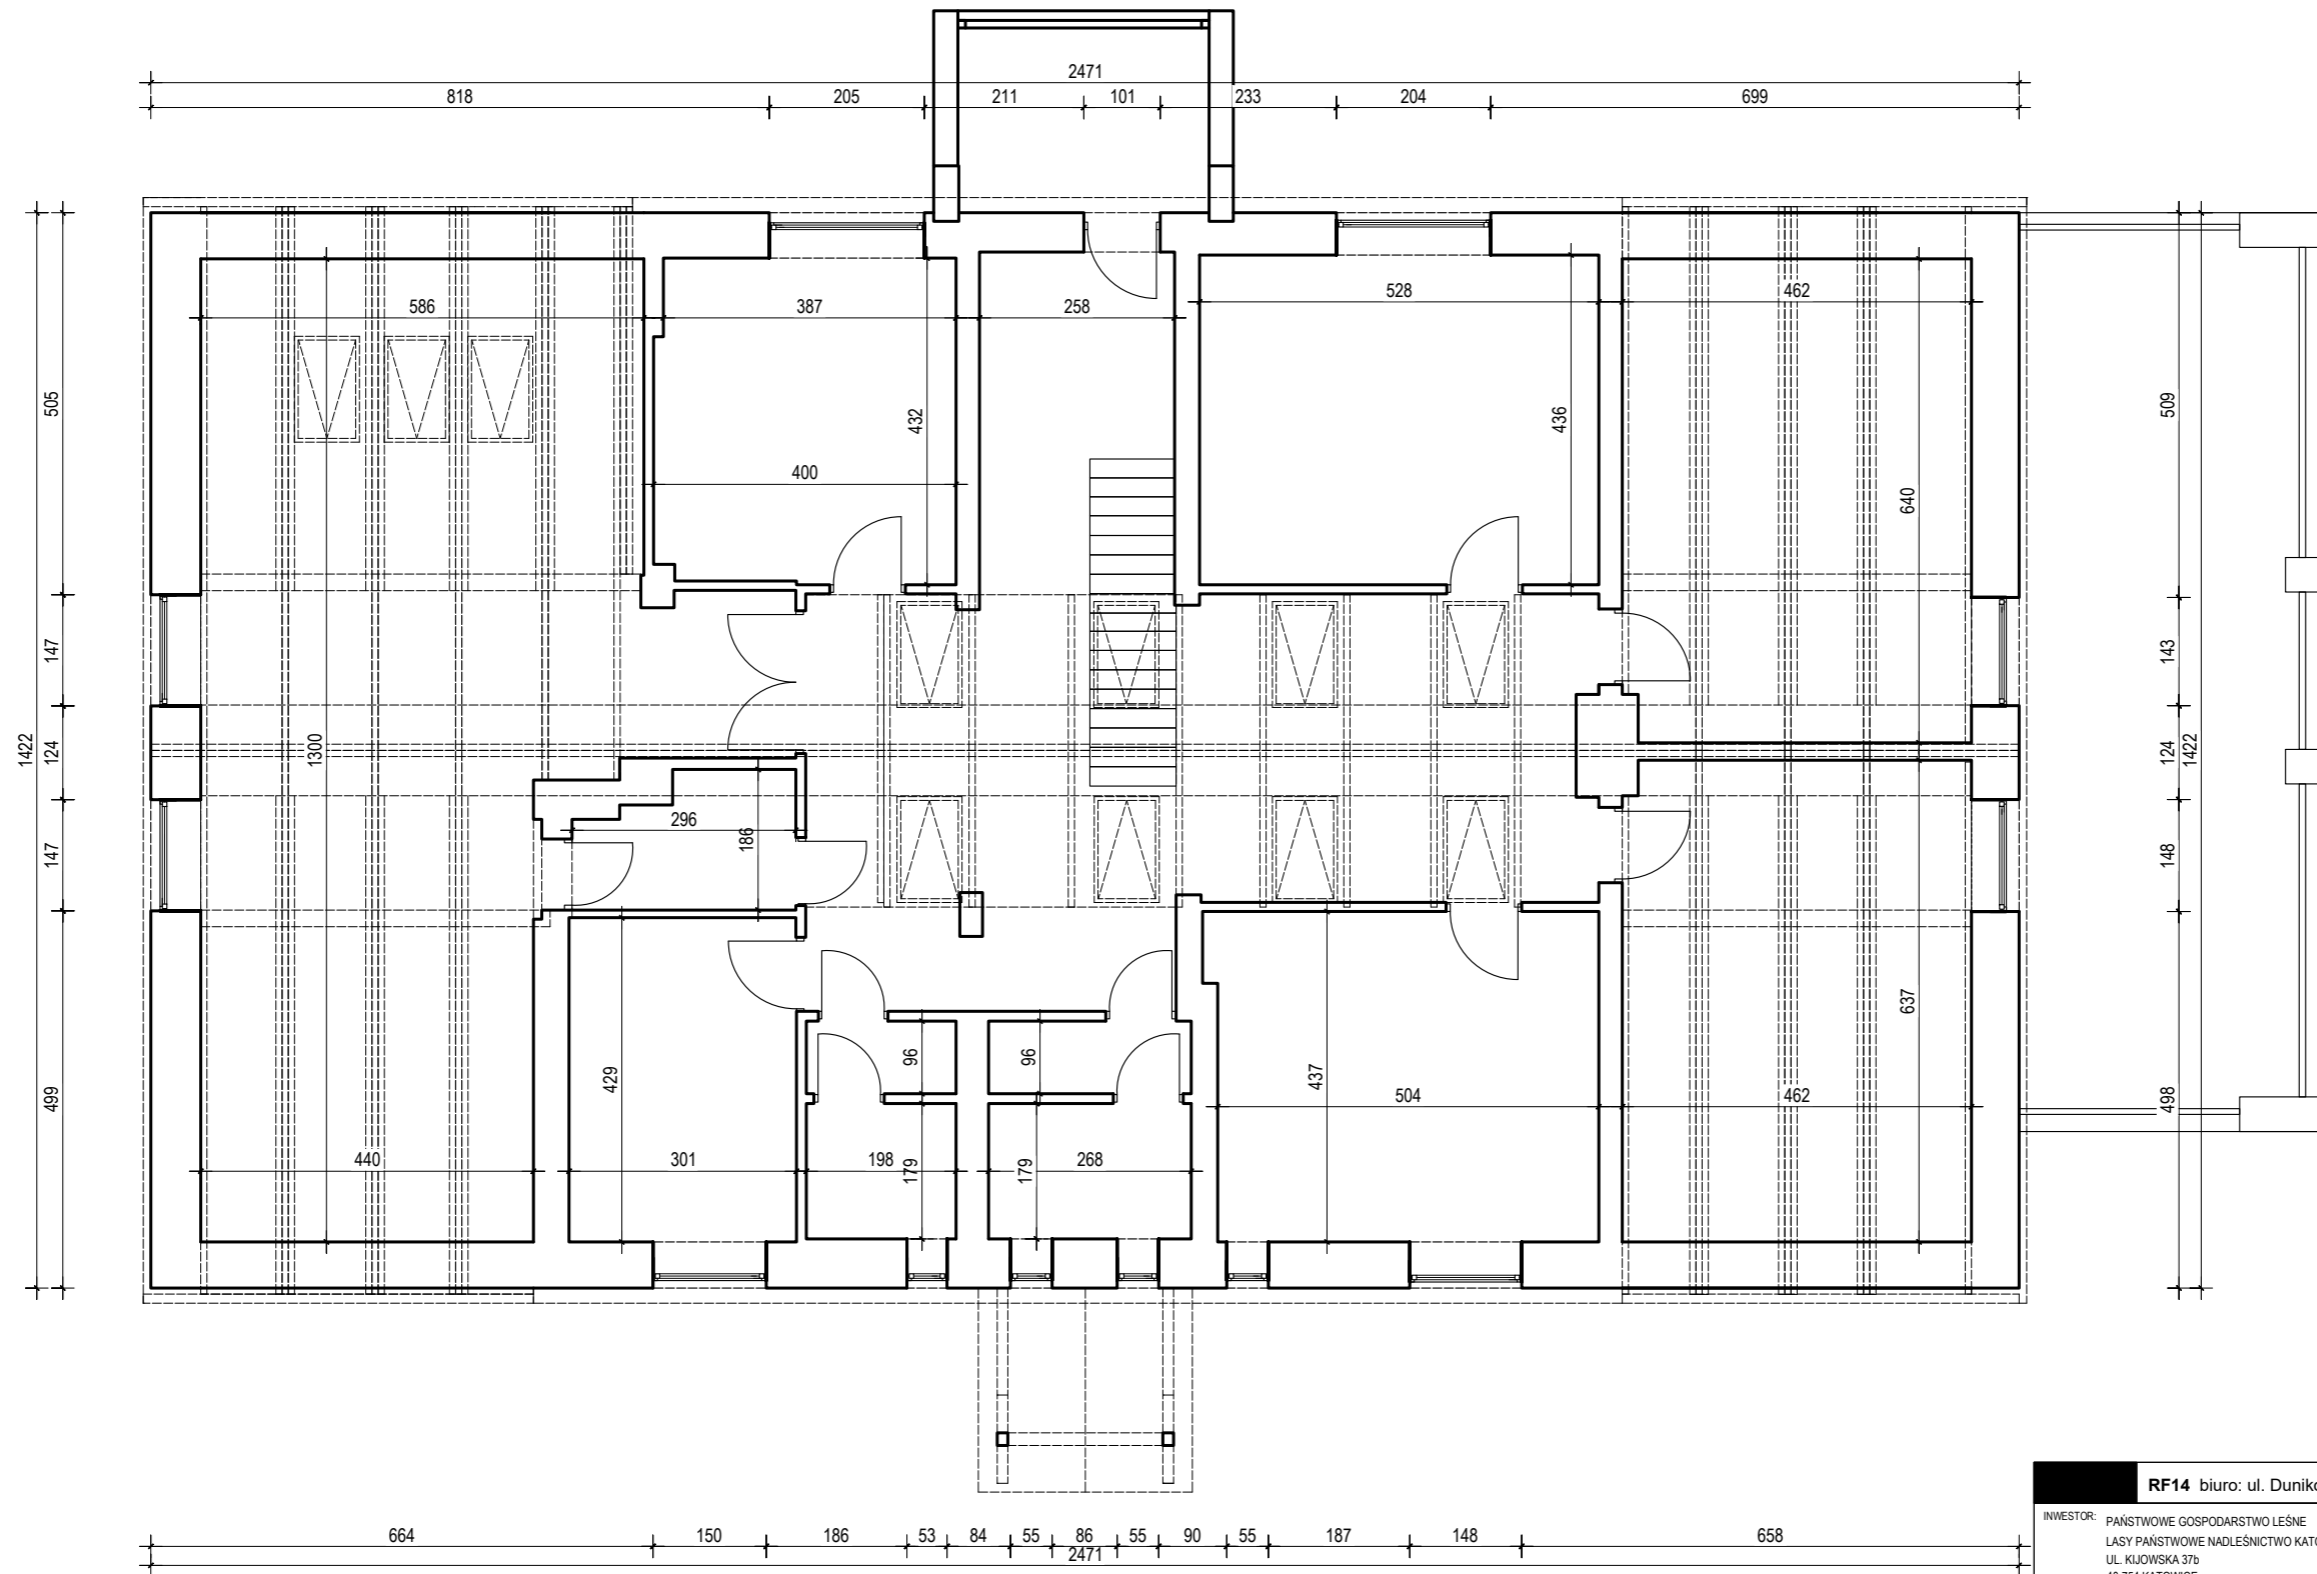 2471
818 205 211 101 233 204 699
586 387 258 528 462
505 432 436 509
400 640
147 143
1422 124 1300 124 1422
296 186
147 148
499 429 96 96 437 637 498
504 462
440 301 198 179 179 268
664 150 186 53 84 55 86 55 90 55 187 148 658
2471
RF14 biuro: ul. Duniko
INWESTOR: PAŃSTWOWE GOSPODARSTWO LEŚNE
LASY PAŃSTWOWE NADLEŚNICTWO KATO
UL. KIJOWSKA 37b